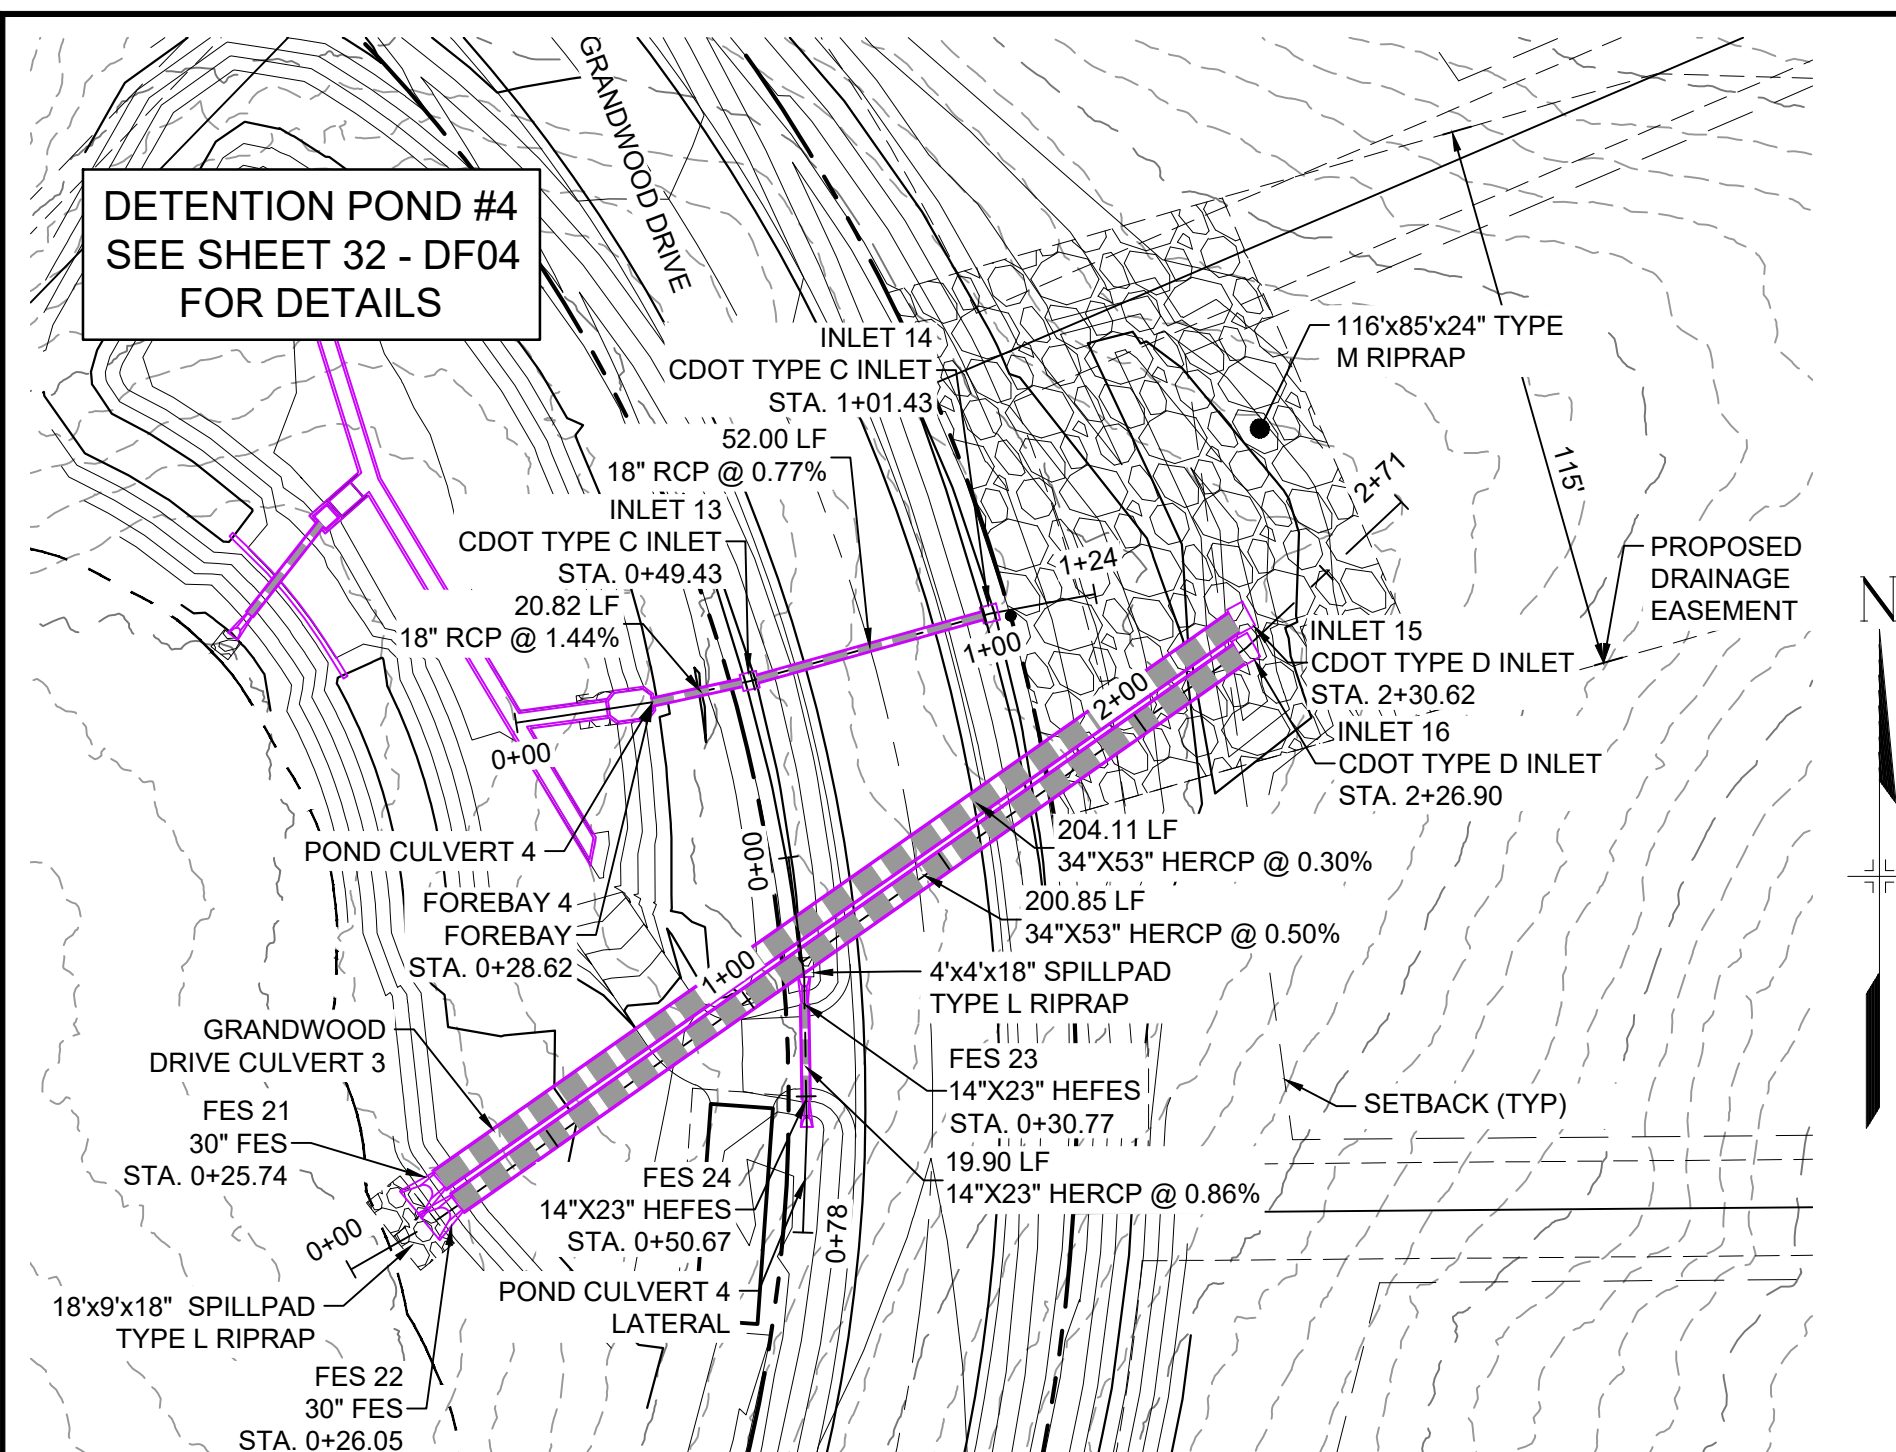 GRANDWOOD DRIVE
DETENTION POND #4
SEE SHEET 32 - DF04
FOR DETAILS
INLET 14
CDOT TYPE C INLET
STA. 1+01.43
116'x85'x24" TYPE
M RIPRAP
52.00 LF
18" RCP @ 0.77%
115'
2+71
INLET 13
CDOT TYPE C INLET
STA. 0+49.43
20.82 LF
18" RCP @ 1.44%
1+24
1+00
PROPOSED
DRAINAGE
EASEMENT
N
INLET 15
CDOT TYPE D INLET
STA. 2+30.62
2+00
INLET 16
CDOT TYPE D INLET
STA. 2+26.90
0+00
POND CULVERT 4
0+00
204.11 LF
34"X53" HERCP @ 0.30%
FOREBAY 4
FOREBAY
STA. 0+28.62
200.85 LF
34"X53" HERCP @ 0.50%
1+00
4'x4'x18" SPILLPAD
TYPE L RIPRAP
GRANDWOOD
DRIVE CULVERT 3
FES 23
14"X23" HEFES
STA. 0+30.77
SETBACK (TYP)
FES 21
30" FES
STA. 0+25.74
19.90 LF
14"X23" HERCP @ 0.86%
FES 24
14"X23" HEFES
STA. 0+50.67
0+00
0+78
POND CULVERT 4
LATERAL
18'x9'x18" SPILLPAD
TYPE L RIPRAP
FES 22
30" FES
STA. 0+26.05